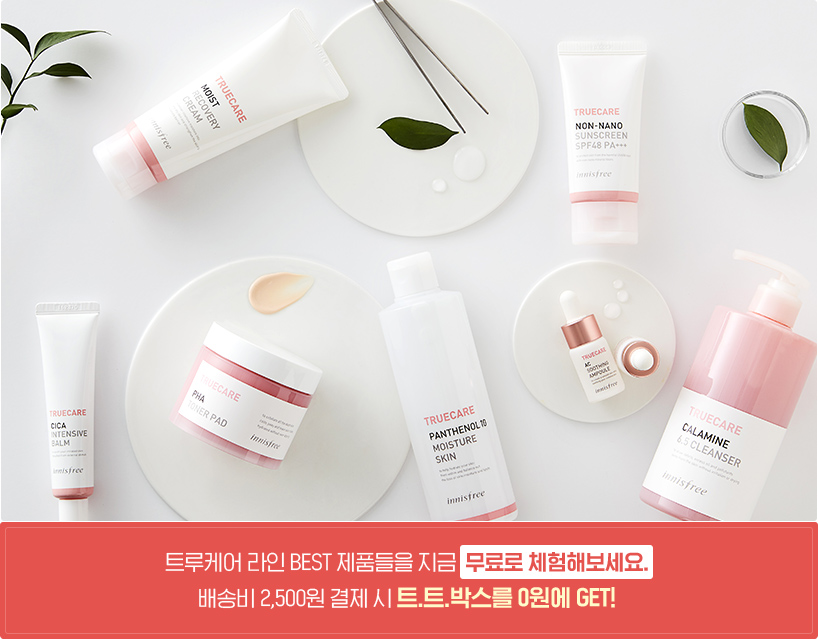 TRUECARE
MOIST
RECOVERY
CREAM
innisfree
TRUECARE
NON-NANO
SUNSCREEN
SPF48 PA+++
innisfree
TRUECARE
CICA
INTENSIVE
BALM
innisfree
TRUECARE
PHA
TONER PAD
innisfree
TRUECARE
PANTHENOL 10
MOISTURE
SKIN
innisfree
TRUECARE
AC
SOOTHING
AMPOULE
innisfree
TRUECARE
CALAMINE
6.5 CLEANSER
innisfree
트루케어 라인 BEST 제품들을 지금 무료로 체험해보세요.
배송비 2,500원 결제 시 트.트.박스를 0원에 GET!